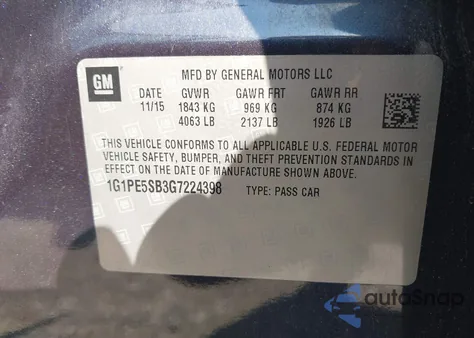 GM
MFD BY GENERAL MOTORS LLC
DATE GVWR GAWR FRT GAWR RR
11/15 1843 KG 969 KG 874 KG
4063 LB 2137 LB 1926 LB
THIS VEHICLE CONFORMS TO ALL APPLICABLE U.S. FEDERAL MOTOR
VEHICLE SAFETY, BUMPER, AND THEFT PREVENTION STANDARDS IN
EFFECT ON THE DATE OF MANUFACTURE SHOWN ABOVE.
1G1PE5SB3G7224398 TYPE: PASS CAR
autoSnap